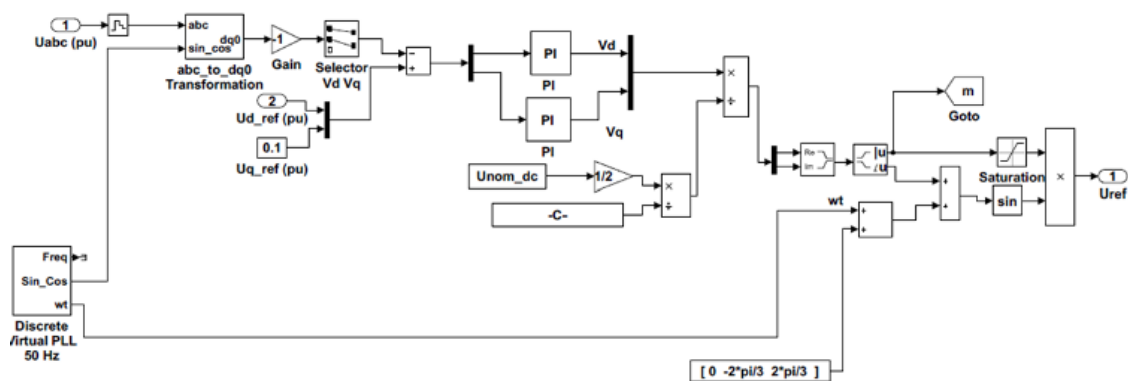 1
Uabc (pu)
abc
sin_cos
dq0
abc_to_dq0
Transformation
-1
Gain
Selector
Vd Vq
−
+
2
Ud_ref (pu)
0.1
Uq_ref (pu)
PI
PI
Vd
PI
PI
Vq
×
÷
Unom_dc
1/2
-C-
×
÷
Re
Im
|u|
∠u
m
Goto
Saturation
+
+
sin
×
1
Uref
wt
+
+
Freq
Sin_Cos
wt
Discrete
Virtual PLL
50 Hz
[ 0 -2*pi/3 2*pi/3 ]